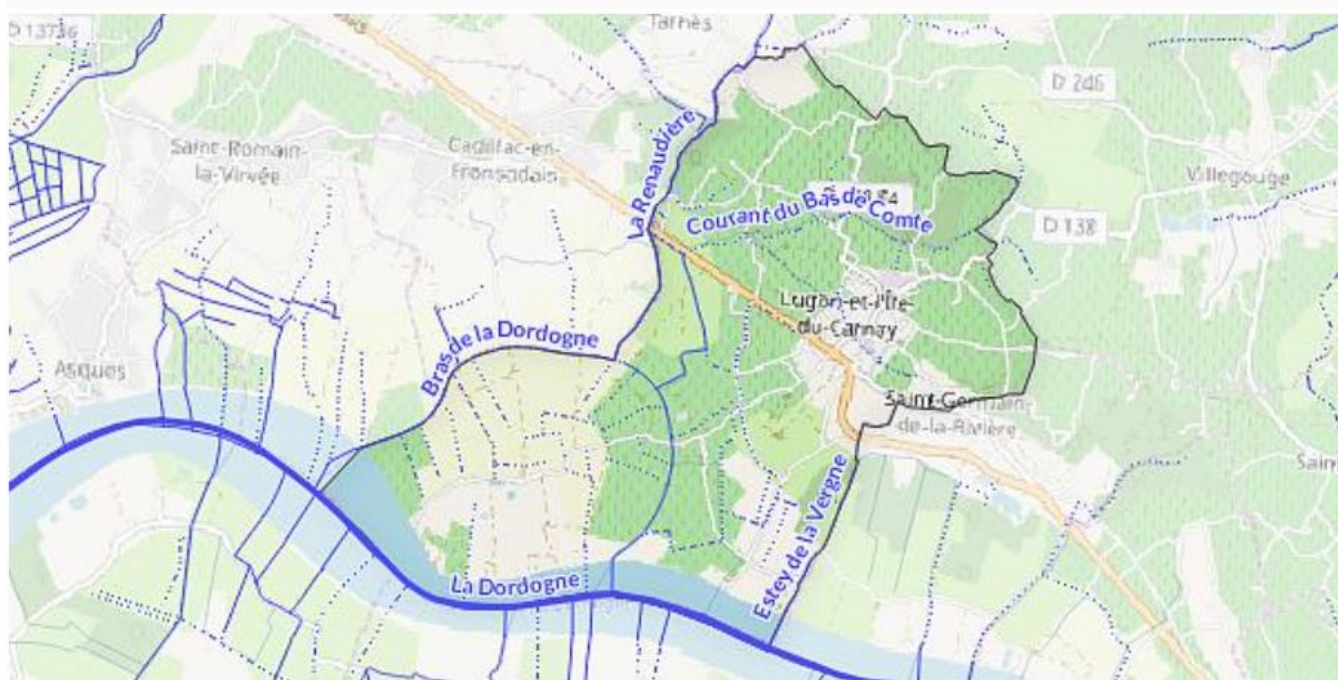 D 13736
Tarnès
D 246
Saint-Romain-
la-Virvée
Cadillac-en-
Fronsadais
La Renaudière
Villegouge
Courant du Bas de Comte
D 138
Lugon-et-l'Île-
du-Carnay
Bras de la Dordogne
Asques
Saint-Germain-
de-la-Rivière
Estey de la Vergne
La Dordogne